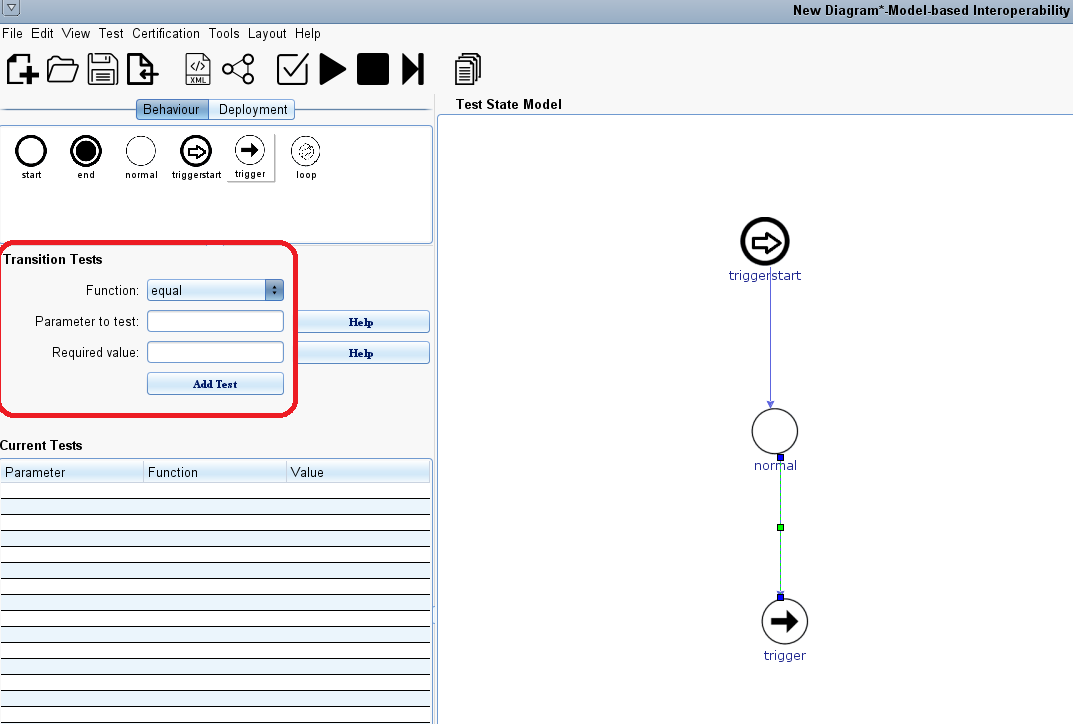 New Diagram*-Model-based Interoperability
File Edit View Test Certification Tools Layout Help
</> XML
Behaviour Deployment
Test State Model
start end normal triggerstart trigger loop
Transition Tests
Function: equal
Parameter to test: Help
Required value: Help
Add Test
Current Tests
Parameter Function Value
triggerstart
normal
trigger